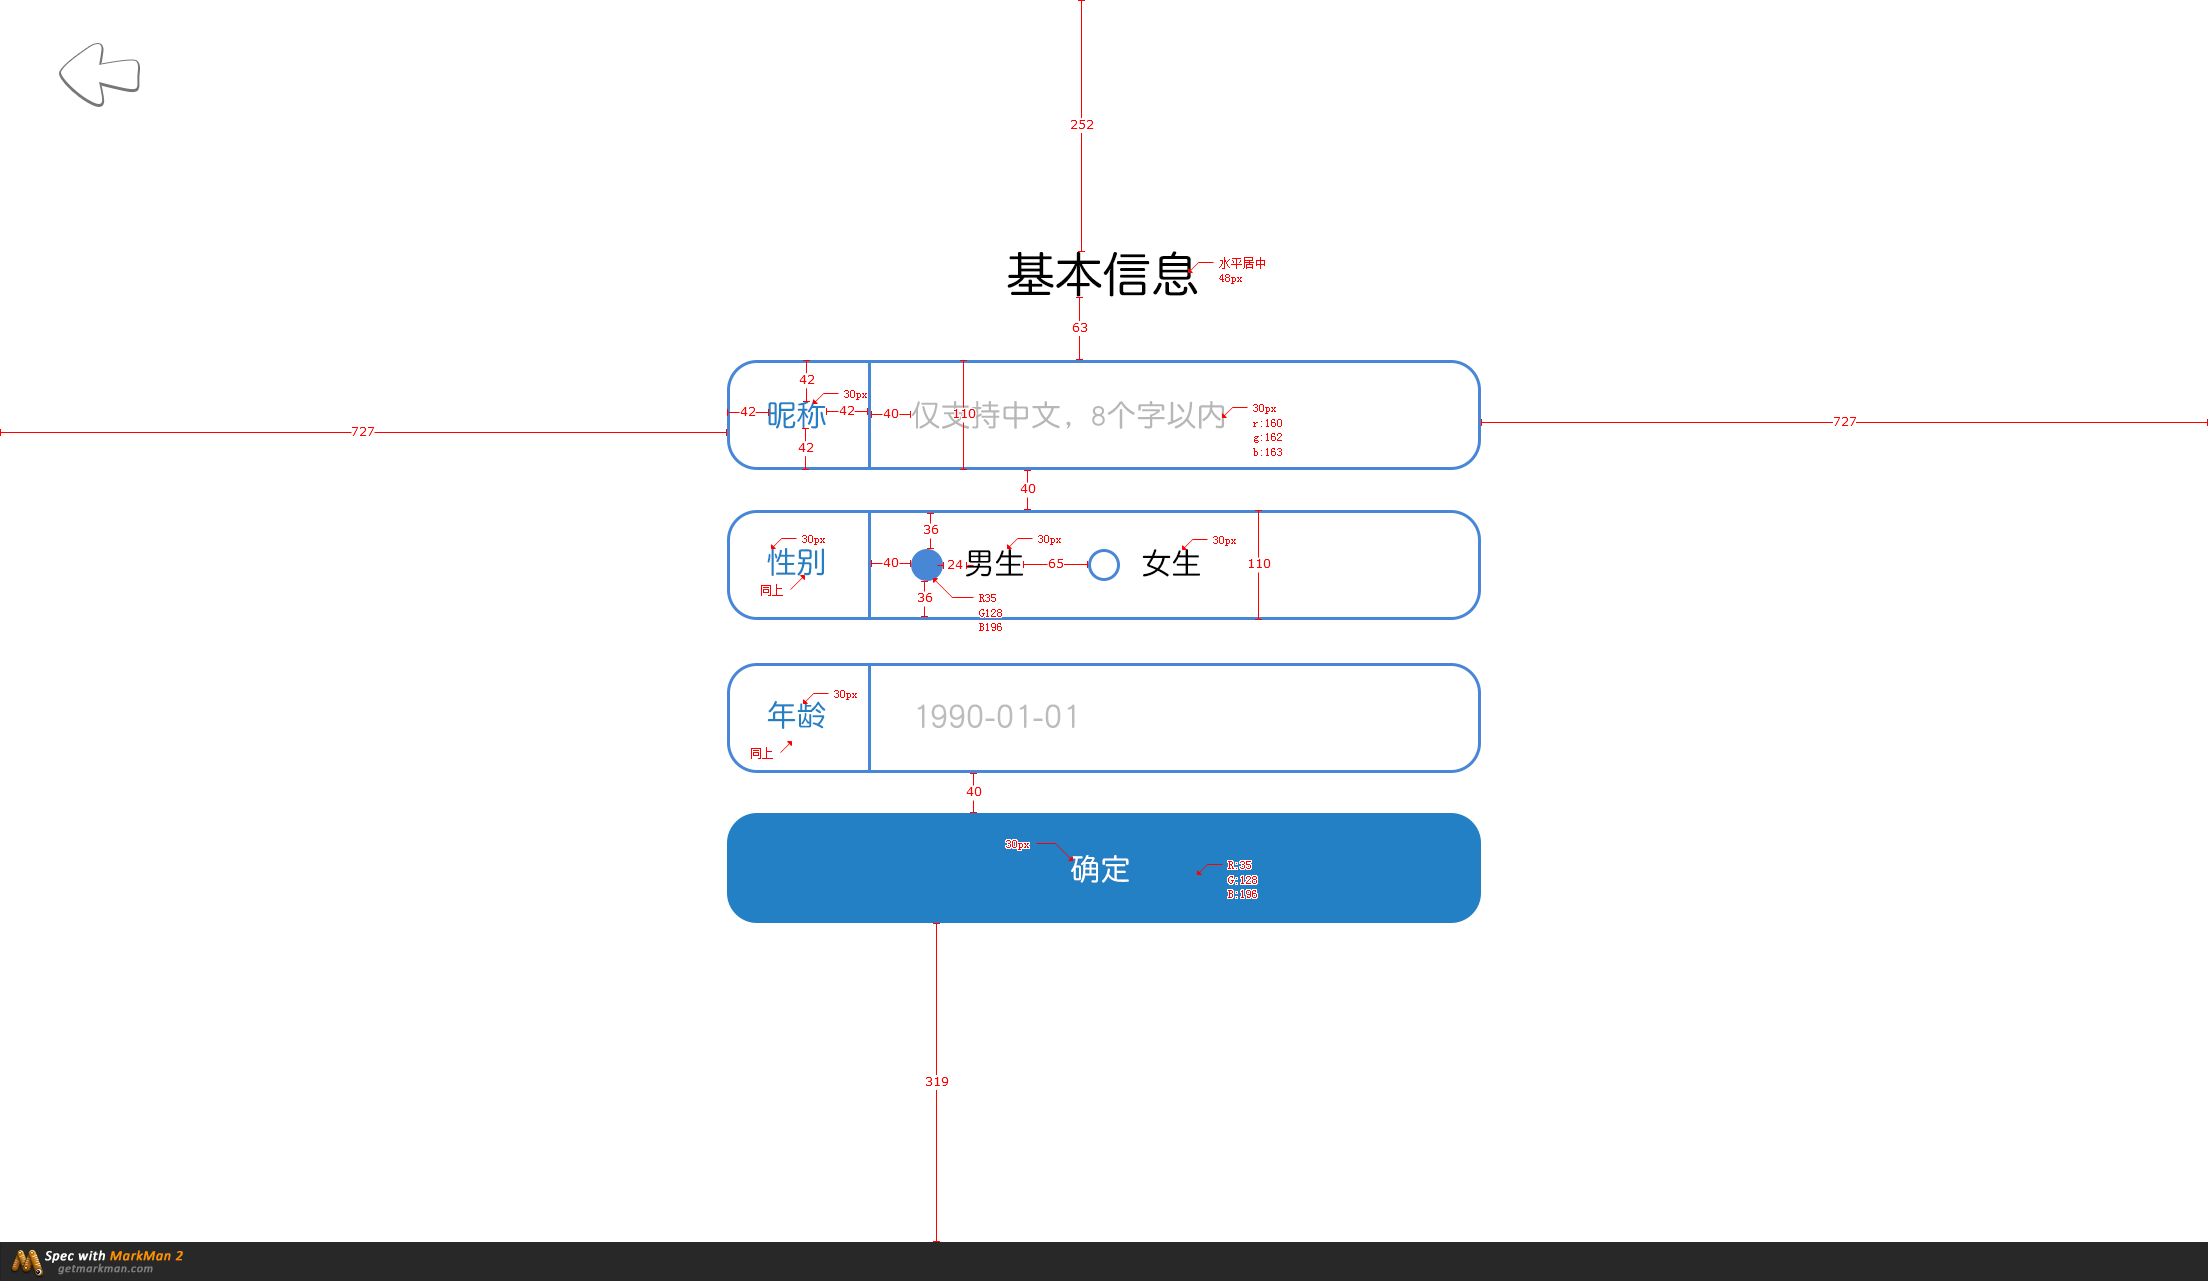 252
基本信息
水平居中
48px
63
42
30px
42
昵称
42
40
仅支持中文，8个字以内
110
30px
r:160
g:162
b:163
727
727
42
40
36
30px
30px
30px
性别
40
24
男生
65
女生
110
同上
36
R35
G128
B196
30px
年龄
1990-01-01
同上
40
30px
确定
R:35
G:128
B:196
319
Spec with MarkMan 2
getmarkman.com